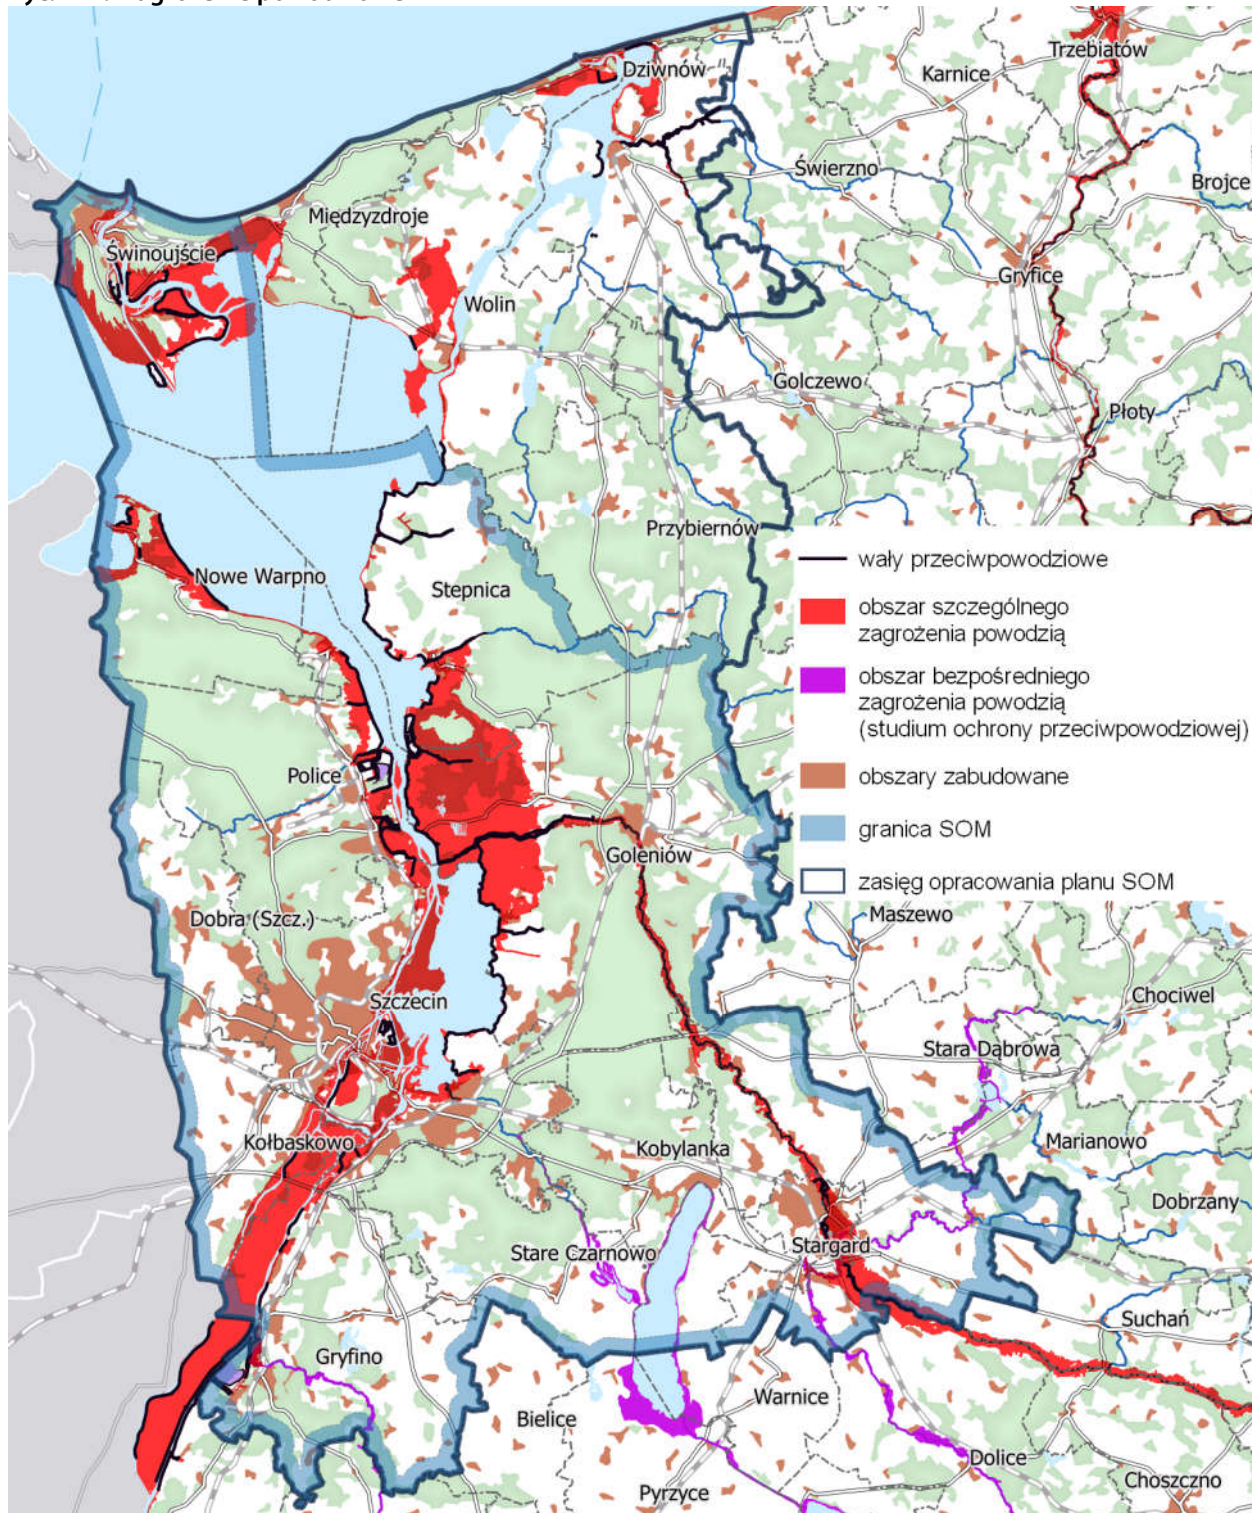 Trzebiatów
Dziwnów
Karnice
Świerzno
Brojce
Międzyzdroje
Świnoujście
Gryfice
Wolin
Golczewo
Płoty
Przybiernów
Nowe Warpno
Stepnica
wały przeciwpowodziowe
obszar szczególnego
zagrożenia powodzią
obszar bezpośredniego
zagrożenia powodzią
(studium ochrony przeciwpowodziowej)
obszary zabudowane
granica SOM
zasięg opracowania planu SOM
Police
Goleniów
Dobra (Szcz.)
Maszewo
Szczecin
Chociwel
Stara Dąbrowa
Kołbaskowo
Kobylanka
Marianowo
Dobrzany
Stare Czarnowo
Stargard
Suchań
Gryfino
Warnice
Bielice
Dolice
Pyrzyce
Choszczno